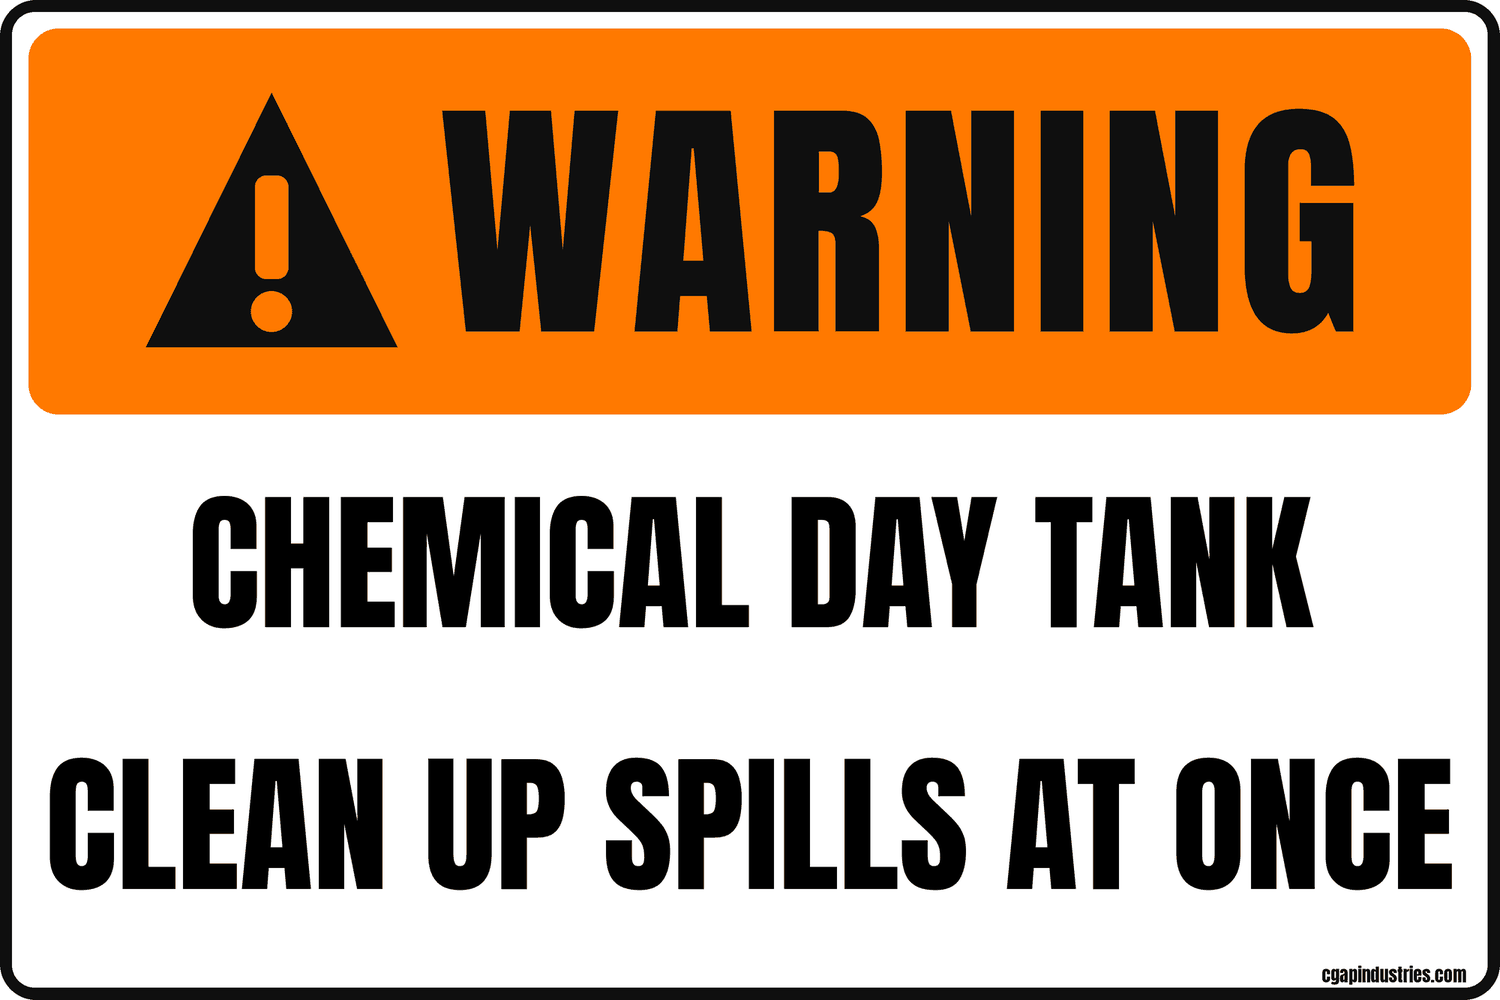 WARNING
CHEMICAL DAY TANK
CLEAN UP SPILLS AT ONCE
cgapindustries.com